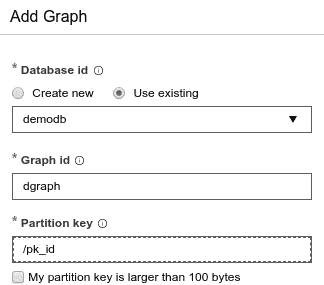 Add Graph
* Database id
Create new Use existing
demodb
* Graph id
dgraph
* Partition key
/pk_id
My partition key is larger than 100 bytes